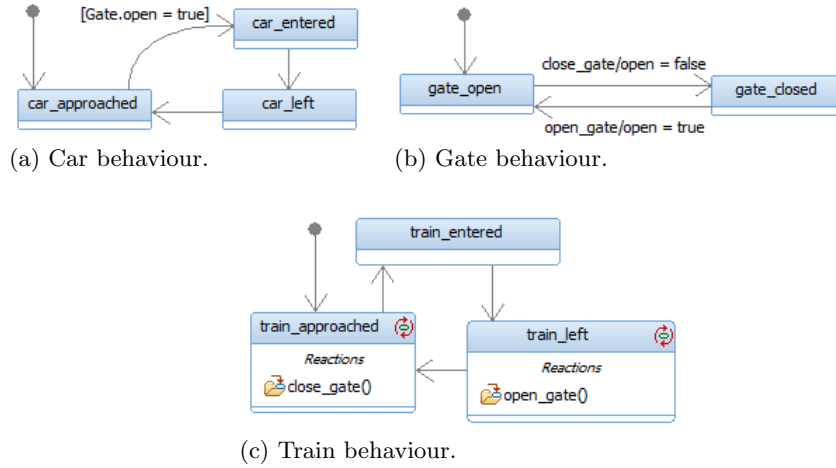 [Gate.open = true]
car_entered
car_approached
car_left
(a) Car behaviour.
gate_open
close_gate/open = false
gate_closed
open_gate/open = true
(b) Gate behaviour.
train_entered
train_approached
Reactions
close_gate()
train_left
Reactions
open_gate()
(c) Train behaviour.